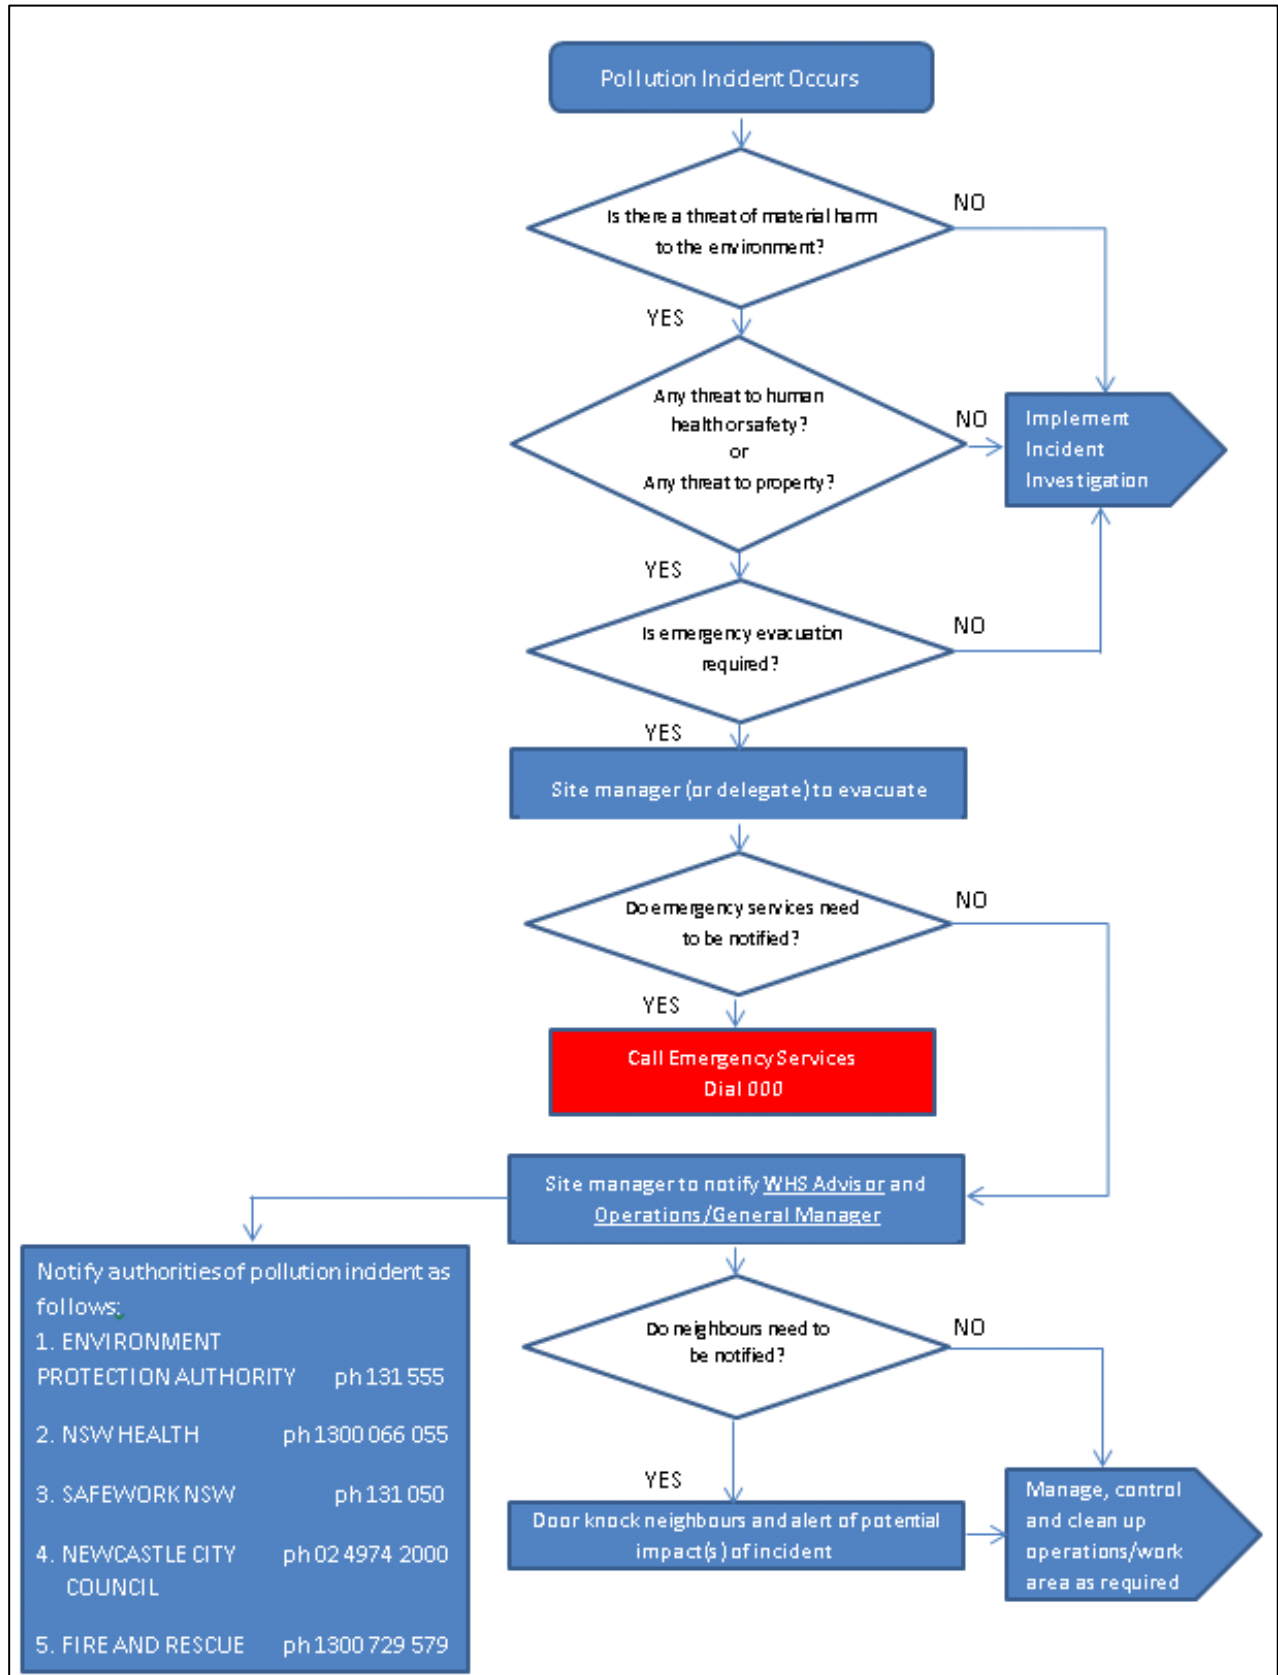 Pollution Incident Occurs
Is there a threat of material harm
to the environment?
NO
YES
Any threat to human
health or safety?
or
Any threat to property?
NO
Implement
Incident
Investigation
YES
Is emergency evacuation
required?
NO
YES
Site manager (or delegate) to evacuate
Do emergency services need
to be notified?
NO
YES
Call Emergency Services
Dial 000
Site manager to notify WHS Advisor and
Operations/General Manager
Notify authorities of pollution incident as
follows:
1. ENVIRONMENT
PROTECTION AUTHORITY ph 131 555
2. NSW HEALTH ph 1300 066 055
3. SAFEWORK NSW ph 131 050
4. NEWCASTLE CITY ph 02 4974 2000
COUNCIL
5. FIRE AND RESCUE ph 1300 729 579
Do neighbours need to
be notified?
NO
YES
Door knock neighbours and alert of potential
impact(s) of incident
Manage, control
and clean up
operations/work
area as required